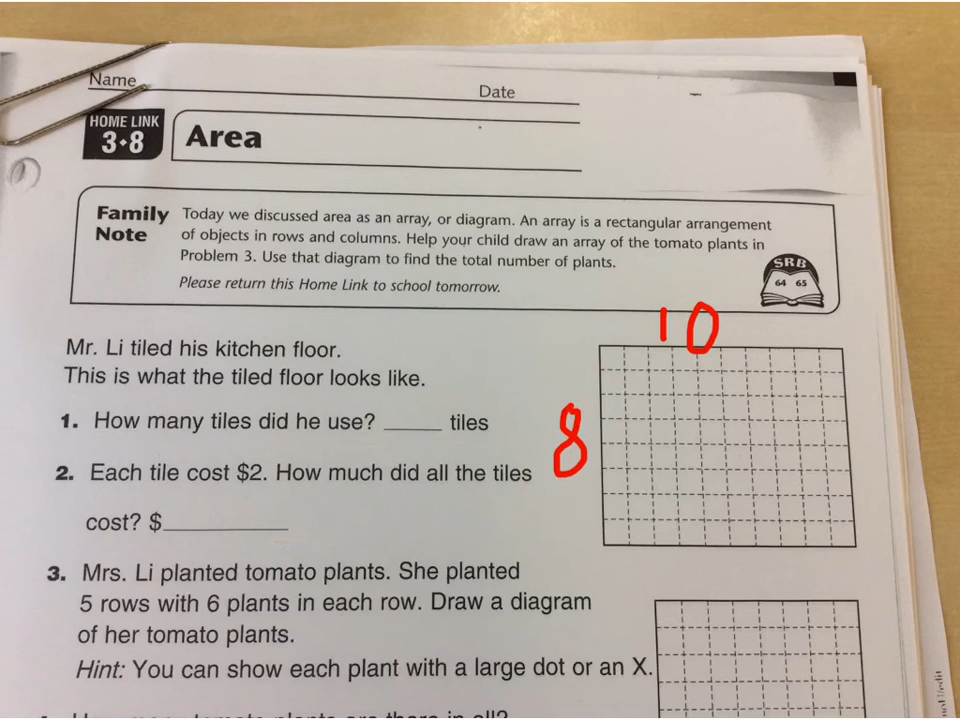 Name
Date
HOME LINK
3•8
Area
Family
Note
Today we discussed area as an array, or diagram. An array is a rectangular arrangement
of objects in rows and columns. Help your child draw an array of the tomato plants in
Problem 3. Use that diagram to find the total number of plants.
Please return this Home Link to school tomorrow.
SRB
64 65
10
Mr. Li tiled his kitchen floor.
This is what the tiled floor looks like.
1. How many tiles did he use? _____ tiles
8
2. Each tile cost $2. How much did all the tiles
cost? $__________
3. Mrs. Li planted tomato plants. She planted
5 rows with 6 plants in each row. Draw a diagram
of her tomato plants.
Hint: You can show each plant with a large dot or an X.